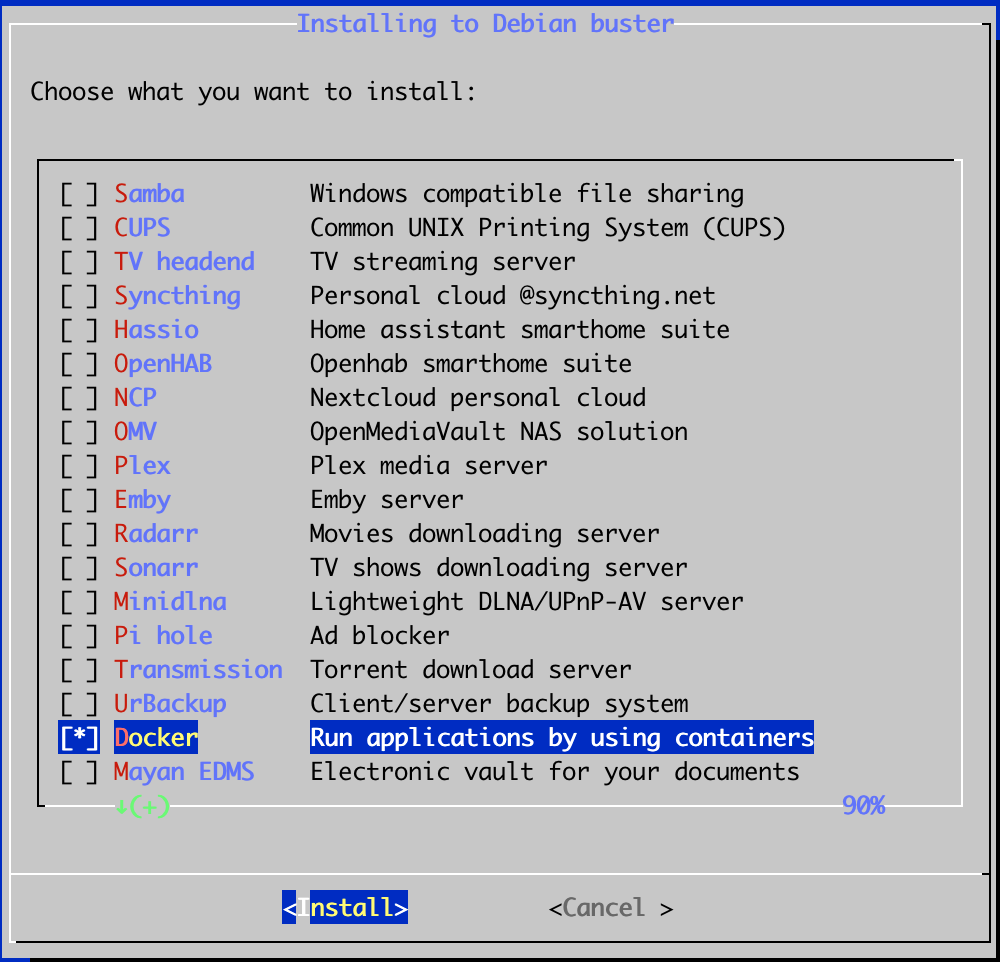 Installing to Debian buster
Choose what you want to install:
[ ] Samba Windows compatible file sharing
[ ] CUPS Common UNIX Printing System (CUPS)
[ ] TV headend TV streaming server
[ ] Syncthing Personal cloud @syncthing.net
[ ] Hassio Home assistant smarthome suite
[ ] OpenHAB Openhab smarthome suite
[ ] NCP Nextcloud personal cloud
[ ] OMV OpenMediaVault NAS solution
[ ] Plex Plex media server
[ ] Emby Emby server
[ ] Radarr Movies downloading server
[ ] Sonarr TV shows downloading server
[ ] Minidlna Lightweight DLNA/UPnP-AV server
[ ] Pi hole Ad blocker
[ ] Transmission Torrent download server
[ ] UrBackup Client/server backup system
[*] Docker Run applications by using containers
[ ] Mayan EDMS Electronic vault for your documents
↓(+) 90%
<Install> <Cancel >